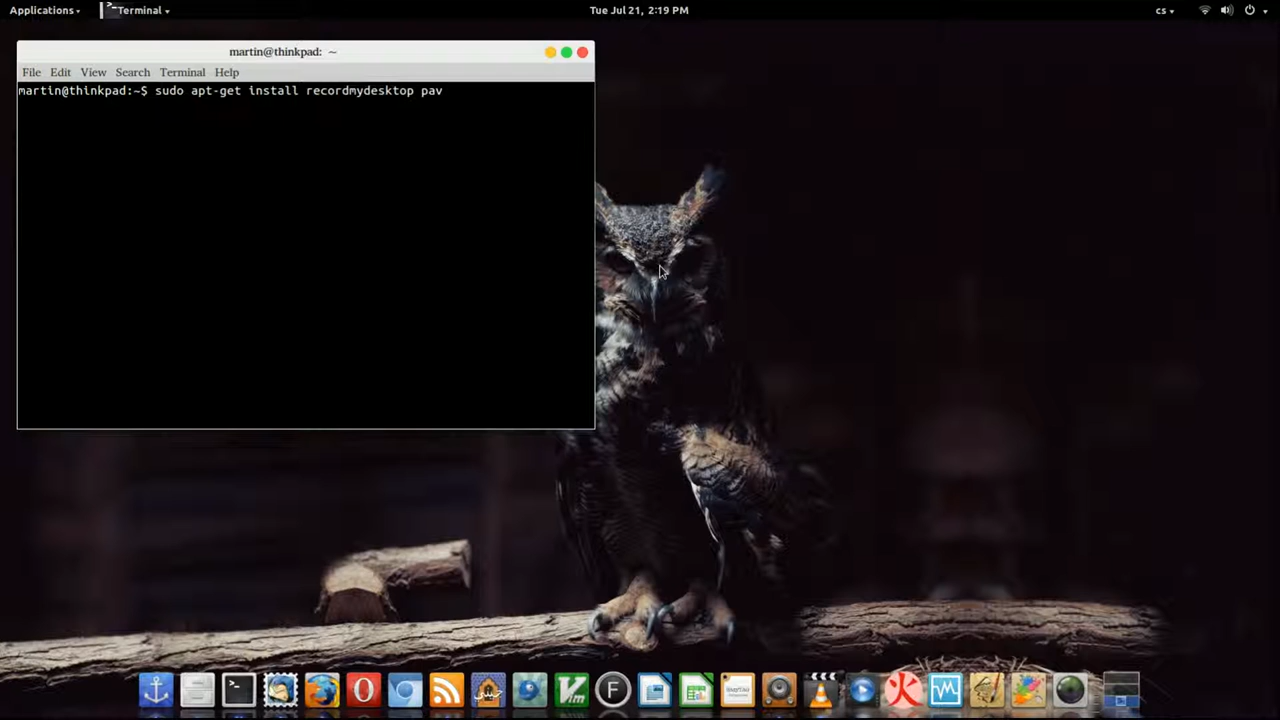 Applications
Terminal
Tue Jul 21, 2:19 PM
cs
martin@thinkpad: ~
File Edit View Search Terminal Help
martin@thinkpad:~$ sudo apt-get install recordmydesktop pav
>_
F